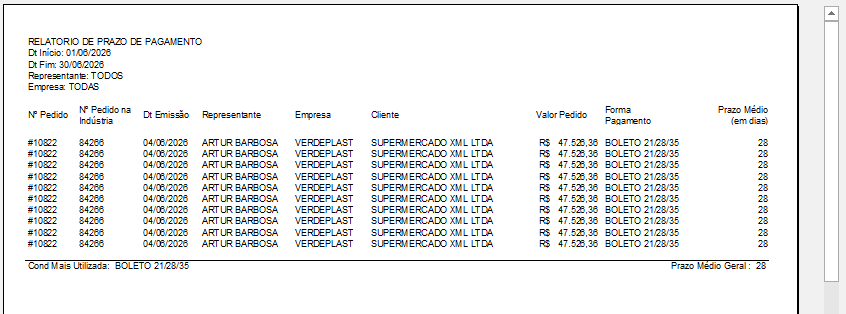 RELATORIO DE PRAZO DE PAGAMENTO
Dt Início: 01/06/2026
Dt Fim: 30/06/2026
Representante: TODOS
Empresa: TODAS
Nº Pedido Nº Pedido na Indústria Dt Emissão Representante Empresa Cliente Valor Pedido Forma Pagamento Prazo Médio (em dias)
#10822 84266 04/06/2026 ARTUR BARBOSA VERDEPLAST SUPERMERCADO XML LTDA R$ 47.526,36 BOLETO 21/28/35 28
#10822 84266 04/06/2026 ARTUR BARBOSA VERDEPLAST SUPERMERCADO XML LTDA R$ 47.526,36 BOLETO 21/28/35 28
#10822 84266 04/06/2026 ARTUR BARBOSA VERDEPLAST SUPERMERCADO XML LTDA R$ 47.526,36 BOLETO 21/28/35 28
#10822 84266 04/06/2026 ARTUR BARBOSA VERDEPLAST SUPERMERCADO XML LTDA R$ 47.526,36 BOLETO 21/28/35 28
#10822 84266 04/06/2026 ARTUR BARBOSA VERDEPLAST SUPERMERCADO XML LTDA R$ 47.526,36 BOLETO 21/28/35 28
#10822 84266 04/06/2026 ARTUR BARBOSA VERDEPLAST SUPERMERCADO XML LTDA R$ 47.526,36 BOLETO 21/28/35 28
#10822 84266 04/06/2026 ARTUR BARBOSA VERDEPLAST SUPERMERCADO XML LTDA R$ 47.526,36 BOLETO 21/28/35 28
#10822 84266 04/06/2026 ARTUR BARBOSA VERDEPLAST SUPERMERCADO XML LTDA R$ 47.526,36 BOLETO 21/28/35 28
#10822 84266 04/06/2026 ARTUR BARBOSA VERDEPLAST SUPERMERCADO XML LTDA R$ 47.526,36 BOLETO 21/28/35 28
#10822 84266 04/06/2026 ARTUR BARBOSA VERDEPLAST SUPERMERCADO XML LTDA R$ 47.526,36 BOLETO 21/28/35 28
Cond Mais Utilizada: BOLETO 21/28/35 Prazo Médio Geral : 28